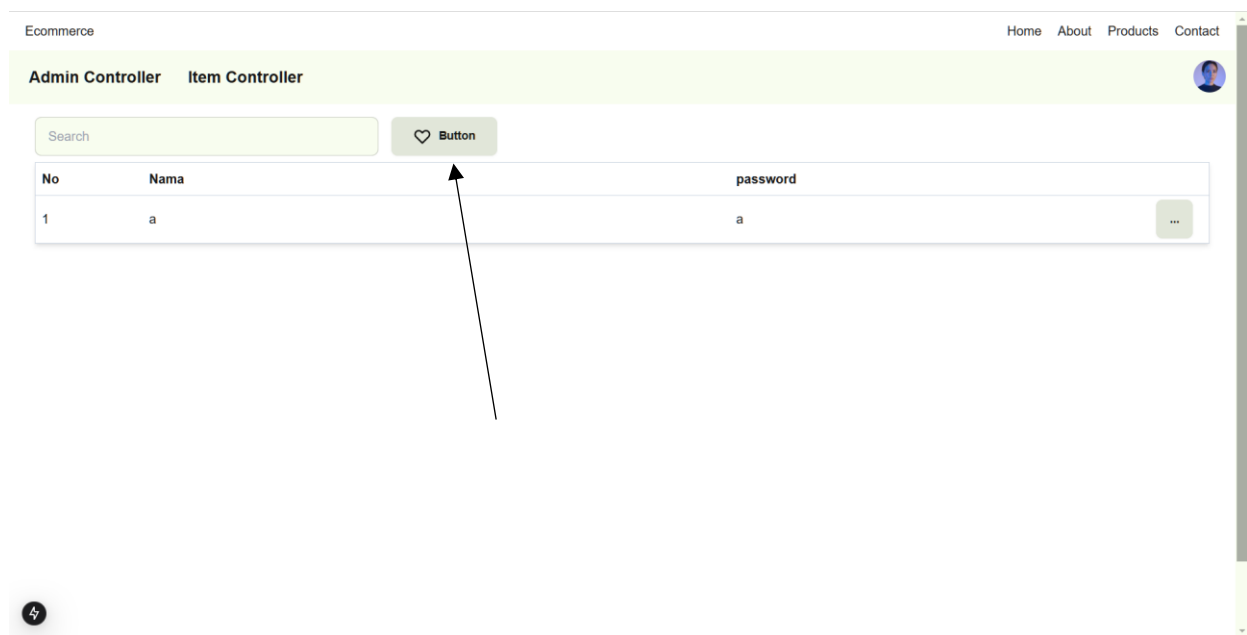 Ecommerce Home About Products Contact
Admin Controller Item Controller
Search Button
No Nama password
1 a a ...